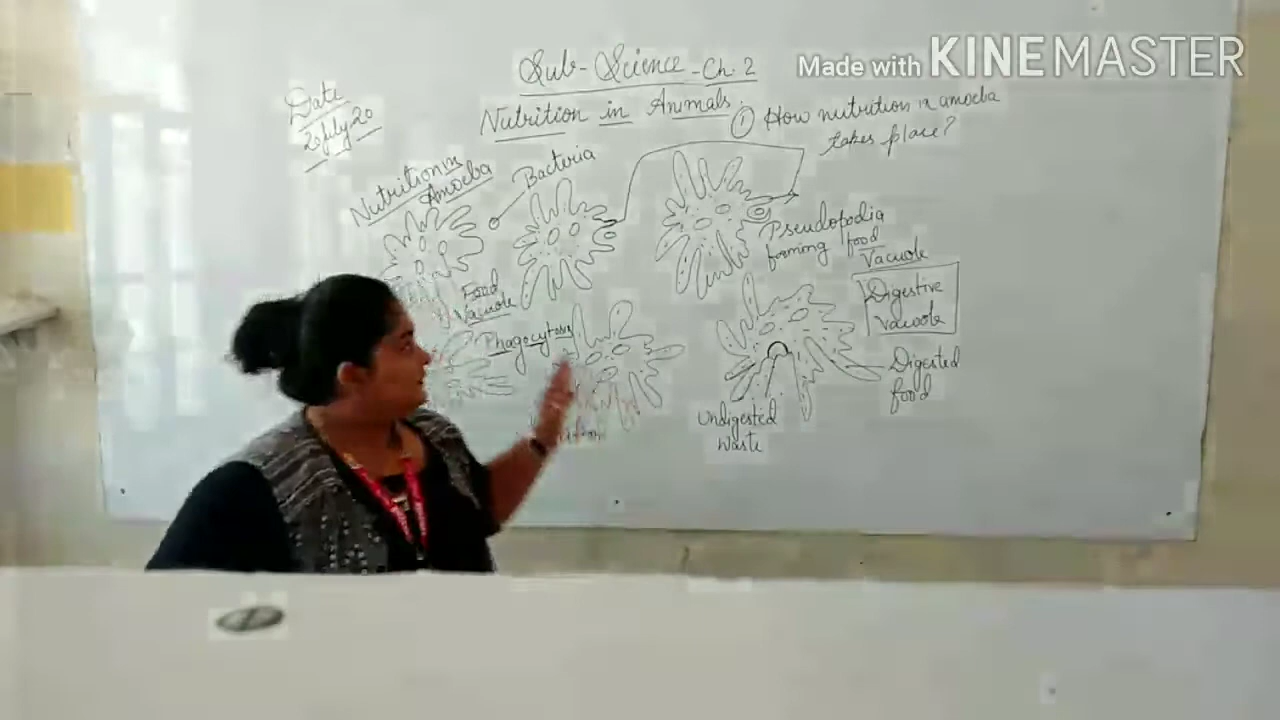 Made with KINEMASTER
Sub - Science - Ch. 2
Date
20 July 20
Nutrition in Animals
① How nutrition in amoeba
takes place?
Nutrition in
Amoeba
Bacteria
Pseudopodia
forming food
Vacuole
Food
Vacuole
Digestive
Vacuole
Phagocytosis
Digested
food
Undigested
waste